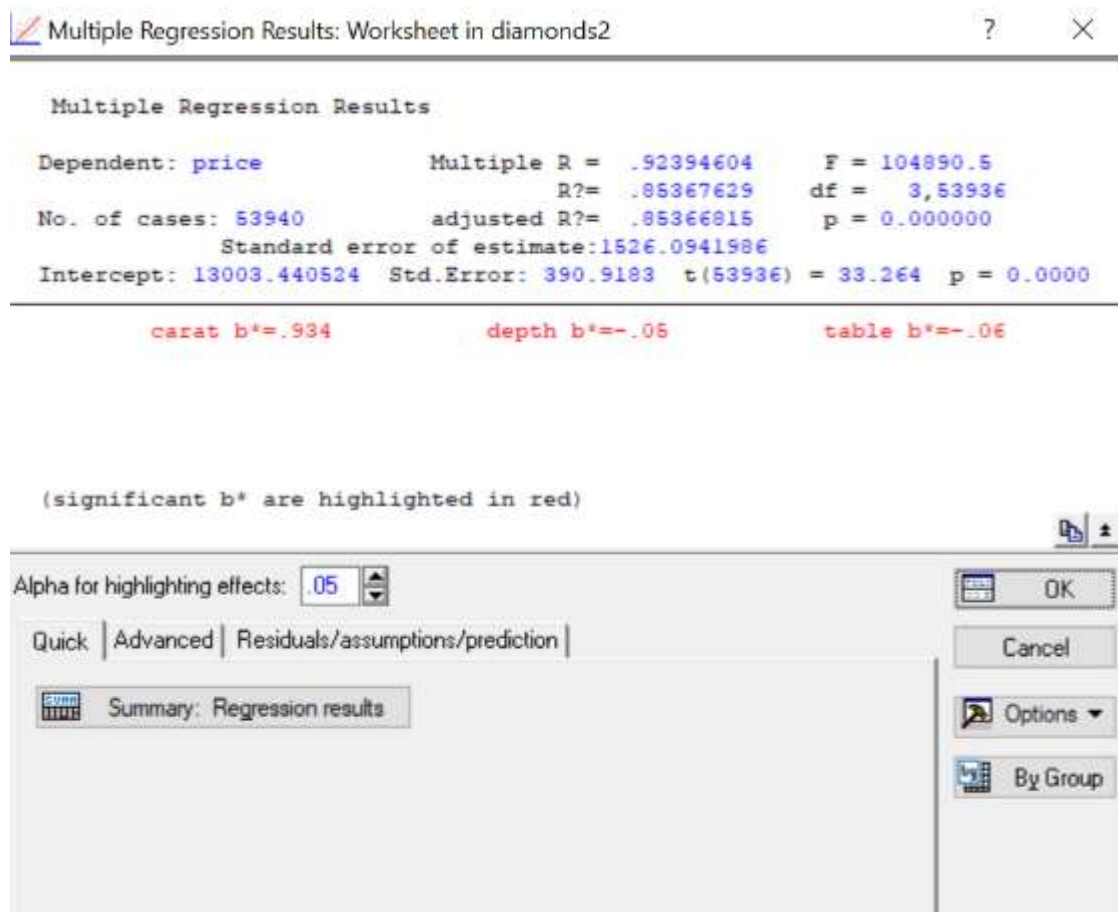 Multiple Regression Results: Worksheet in diamonds2 ? ×
Multiple Regression Results
Dependent: price Multiple R = .92394604 F = 104890.5
R?= .85367629 df = 3,53936
No. of cases: 53940 adjusted R?= .85366815 p = 0.000000
Standard error of estimate:1526.0941986
Intercept: 13003.440524 Std.Error: 390.9183 t(53936) = 33.264 p = 0.0000
carat b*=.934 depth b*=-.05 table b*=-.06
(significant b* are highlighted in red)
Alpha for highlighting effects: .05
OK
Quick Advanced Residuals/assumptions/prediction
Cancel
Summary: Regression results
Options
By Group